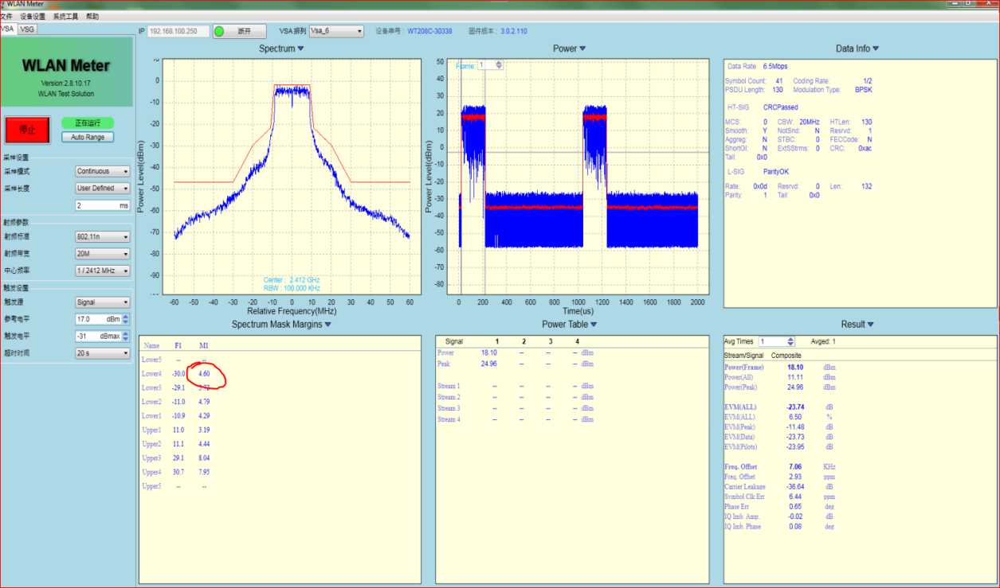 WLAN Meter
文件 设备设置 系统工具 帮助
VSA VSG
IP 192.168.100.250 断开 VSA 排列 Vsa_6 设备串号: WT208C-30338 固件版本: 3.0.2.110
WLAN Meter
Version:2.8.10.17
WLAN Test Solution
停止
正在运行
Auto Range
采样设置
采样模式 Continuous
采样长度 User Defined
2 ms
射频参数
射频标准 802.11n
射频带宽 20M
中心频率 1 / 2412 MHz
触发设置
触发源 Signal
参考电平 17.0 dBm
触发电平 -31 dBmax
超时时间 20 s
Spectrum
Power Level(dBm)
0
-10
-20
-30
-40
-50
-60
-70
-80
-90
Center : 2.412 GHz
RBW : 100.000 KHz
-60 -50 -40 -30 -20 -10 0 10 20 30 40 50 60
Relative Frequency(MHz)
Power
Frame: 1
Power Level(dBm)
50
40
30
20
10
0
-10
-20
-30
-40
-50
-60
-70
-80
0 200 400 600 800 1000 1200 1400 1600 1800 2000
Time(us)
Data Info
Data Rate 6.5Mbps
Symbol Count: 41 Coding Rate: 1/2
PSDU Length: 130 Modulation Type: BPSK
HT-SIG CRCPassed
MCS: 0 CBW: 20MHz HTLen: 130
Smooth: Y NotSnd: N Resrvd: 1
Aggreg: N STBC: 0 FECCode: N
ShortGI: N ExtSStrms: 0 CRC: 0xac
Tail: 0x0
L-SIG ParityOK
Rate: 0x0d Resrvd: 0 Len: 132
Parity: 1 Tail: 0x0
Spectrum Mask Margins
Name F1 M1
Lower5 -- --
Lower4 -30.0 4.60
Lower3 -29.1
Lower2 -11.0 4.79
Lower1 -10.9 4.29
Upper1 11.0 3.19
Upper2 11.1 4.44
Upper3 29.1 8.04
Upper4 30.7 7.95
Upper5 -- --
Power Table
Signal 1 2 3 4
Power 18.10 -- -- -- dBm
Peak 24.96 -- -- -- dBm
Stream 1 -- -- -- -- dBm
Stream 2 -- -- -- -- dBm
Stream 3 -- -- -- -- dBm
Stream 4 -- -- -- -- dBm
Result
Avg Times 1 Avged: 1
Stream/Signal Composite
Power(Frame) 18.10 dBm
Power(All) 11.11 dBm
Power(Peak) 24.96 dBm
EVM(ALL) -23.74 dB
EVM(ALL) 6.50 %
EVM(Peak) -11.48 dB
EVM(Data) -23.73 dB
EVM(Pilots) -23.95 dB
Freq. Offset 7.06 KHz
Freq. Offset 2.93 ppm
Carrier Leakage -36.64 dB
Symbol Clk Err 6.44 ppm
Phase Err 0.65 deg
IQ Imb. Amp. -0.02 dB
IQ Imb. Phase 0.08 deg